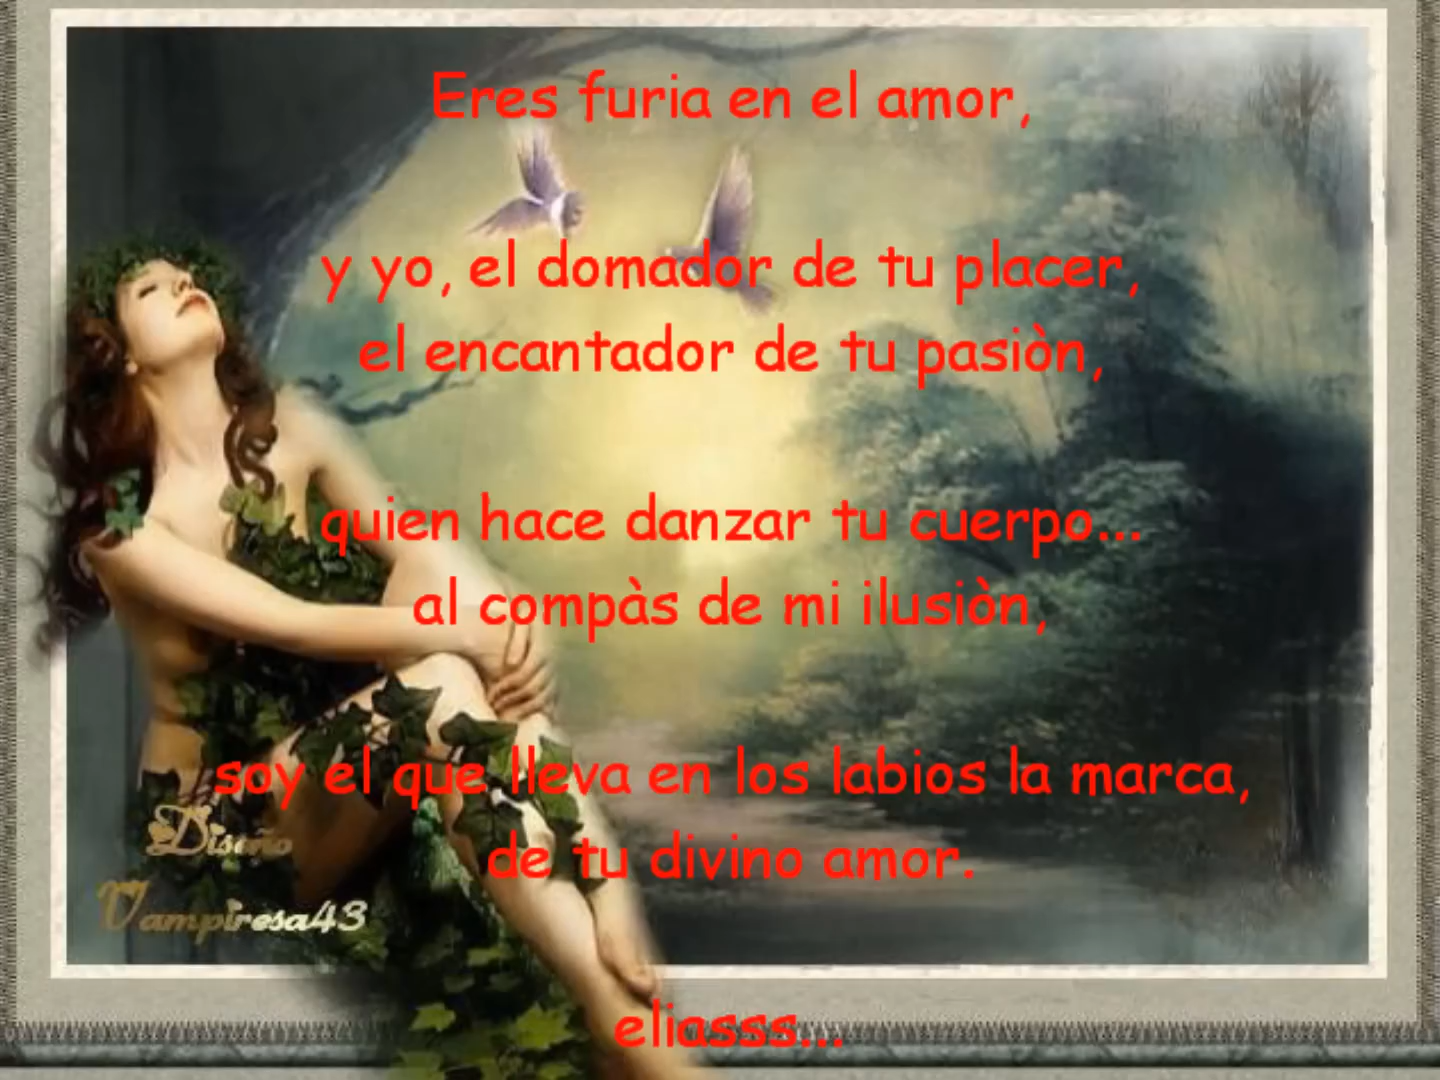 Eres furia en el amor,
y yo, el domador de tu placer,
el encantador de tu pasiòn,
quien hace danzar tu cuerpo...
al compàs de mi ilusiòn,
soy el que lleva en los labios la marca,
de tu divino amor.
Diseño
Vampiresa43
eliasss...